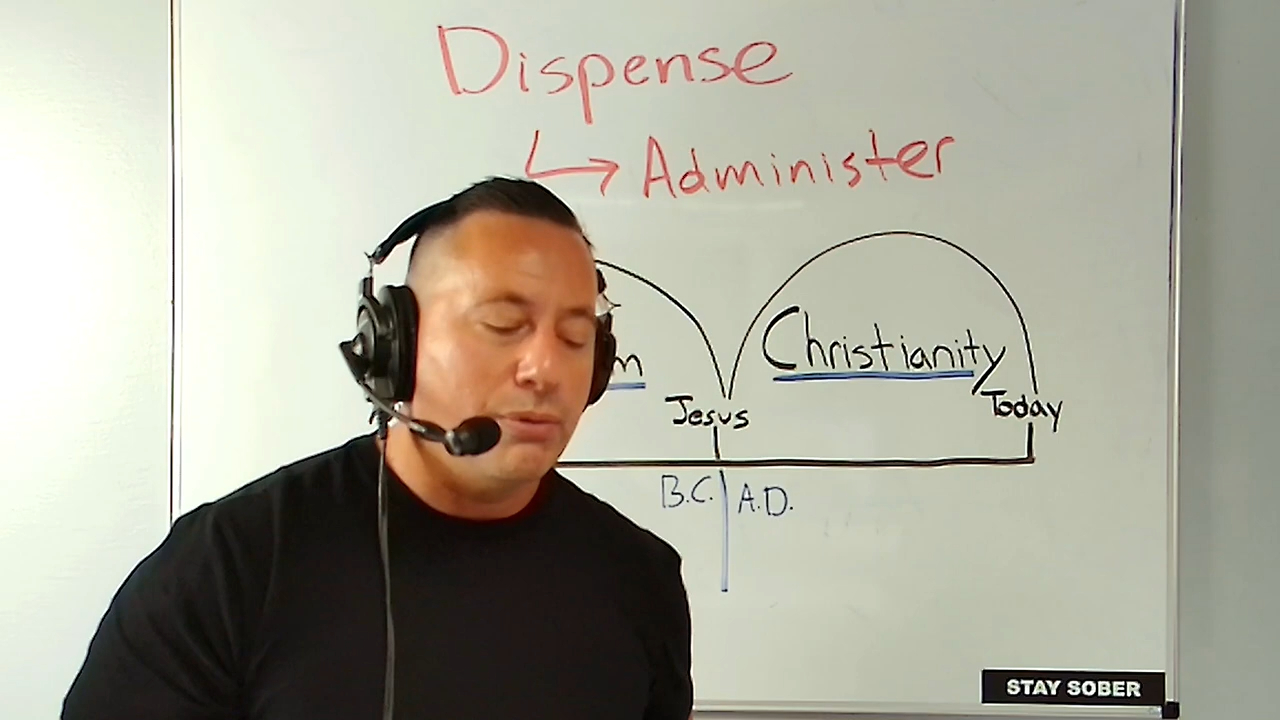 Dispense
Administer
Christianity
m
Jesus
Today
B.C. A.D.
STAY SOBER